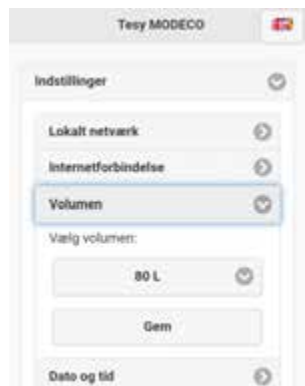 Tesy MODECO
Indstillinger
Lokalt netværk
Internetforbindelse
Volumen
Vælg volumen:
80 L
Gem
Dato og tid